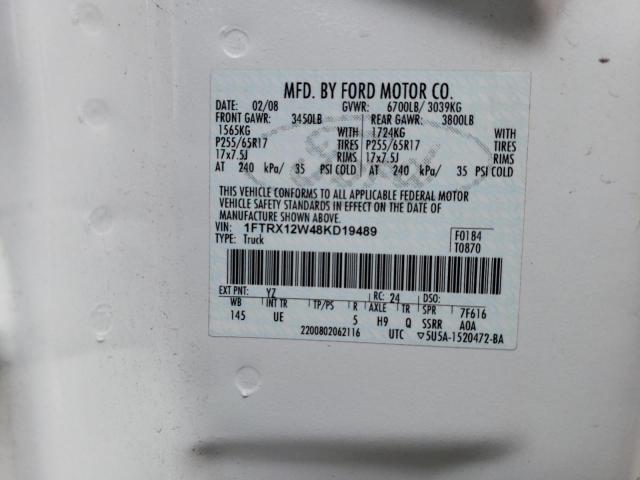 MFD. BY FORD MOTOR CO.
DATE: 02/08 GVWR: 6700LB/ 3039KG
FRONT GAWR: 3450LB REAR GAWR: 3800LB
1565KG WITH 1724KG WITH
P255/65R17 TIRES P255/65R17 TIRES
17x7.5J RIMS 17x7.5J RIMS
AT 240 kPa/ 35 PSI COLD AT 240 kPa/ 35 PSI COLD
THIS VEHICLE CONFORMS TO ALL APPLICABLE FEDERAL MOTOR
VEHICLE SAFETY STANDARDS IN EFFECT ON THE DATE OF
MANUFACTURE SHOWN ABOVE.
VIN: 1FTRX12W48KD19489 F0184
TYPE: Truck T0870
EXT PNT: YZ RC: 24 DSO:
WB INT TR TP/PS R AXLE TR SPR 7F616
145 UE 5 H9 Q SSRR A0A
2200802062116 UTC 5U5A-1520472-BA